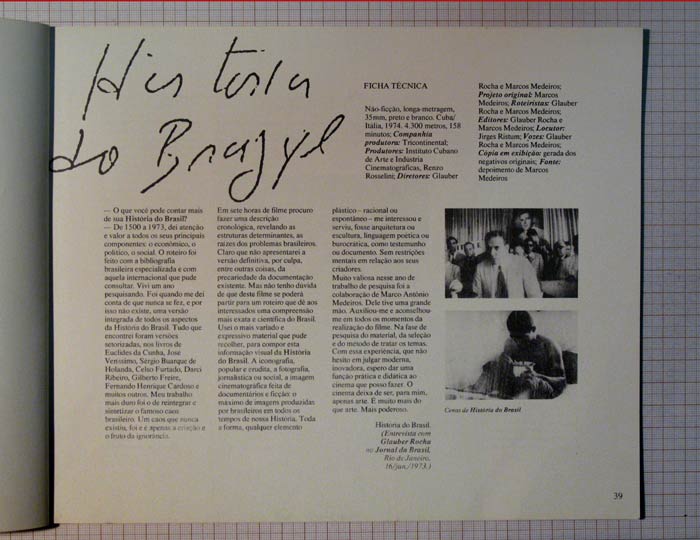 Historia
do Brazyl
FICHA TÉCNICA
Não-ficção, longa-metragem,
35mm, preto e branco. Cuba/
Itália, 1974. 4.300 metros, 158
minutos; Companhia
produtora: Tricontinental;
Produtores: Instituto Cubano
de Arte e Industria
Cinematograficas, Renzo
Rosselini; Diretores: Glauber
Rocha e Marcos Medeiros;
Projeto original: Marcos
Medeiros; Roteiristas: Glauber
Rocha e Marcos Medeiros;
Editores: Glauber Rocha e
Marcos Medeiros; Locutor:
Jirges Ristum; Vozes: Glauber
Rocha e Marcos Medeiros;
Cópia em exibição: gerada dos
negativos originais; Fonte:
depoimento de Marcos
Medeiros
— O que você pode contar mais
de sua História do Brasil?
— De 1500 a 1973, dei atenção
e valor a todos os seus principais
componentes: o econômico, o
político, o social. O roteiro foi
feito com a bibliografia
brasileira especializada e com
aquela internacional que pude
consultar. Vivi um ano
pesquisando. Foi quando me dei
conta de que nunca se fez, e por
isso não existe, uma versão
integrada de todos os aspectos
da História do Brasil. Tudo que
encontrei foram versões
setorizadas, nos livros de
Euclides da Cunha, José
Veríssimo, Sérgio Buarque de
Holanda, Celso Furtado, Darci
Ribeiro, Gilberto Freire,
Fernando Henrique Cardoso e
muitos outros. Meu trabalho
mais duro foi o de reintegrar e
sintetizar o famoso caos
brasileiro. Um caos que nunca
existiu, foi e é apenas a criação e
o fruto da ignorância.
Em sete horas de filme procuro
fazer uma descrição
cronológica, revelando as
estruturas determinantes, as
raízes dos problemas brasileiros.
Claro que não apresentarei a
versão definitiva, por culpa,
entre outras coisas, da
precariedade da documentação
existente. Mas não tenho dúvida
de que deste filme se poderá
partir para um roteiro que dê aos
interessados uma compreensão
mais exata e científica do Brasil.
Usei o mais variado e
expressivo material que pude
recolher, para compor esta
informação visual da História
do Brasil. A iconografia,
popular e erudita, a fotografia,
jornalística ou social, a imagem
cinematográfica feita de
documentários e ficção: o
máximo de imagens produzidas
por brasileiros em todos os
tempos de nossa História. Toda
a forma, qualquer elemento
plástico – racional ou
espontâneo – me interessou e
serviu, fosse arquitetura ou
escultura, linguagem poética ou
burocrática, como testemunho
ou documento. Sem restrições
mentais em relação aos seus
criadores.
Muito valiosa nesse ano de
trabalho de pesquisa foi a
colaboração de Marco Antônio
Medeiros. Dele tive uma grande
mão. Auxiliou-me e aconselhou-
me em todos os momentos da
realização do filme. Na fase de
pesquisa do material, da seleção
e do método de tratar os temas.
Com essa experiência, que não
hesito em julgar moderna,
inovadora, espero dar uma
função prática e didática ao
cinema que posso fazer. O
cinema deixa de ser, para mim,
apenas arte. É muito mais do
que arte. Mais poderoso.
História do Brasil.
(Entrevista com
Glauber Rocha
no Jornal da Brasil,
Rio de Janeiro,
16/jun./1973.)
Cenas de História do Brasil
39